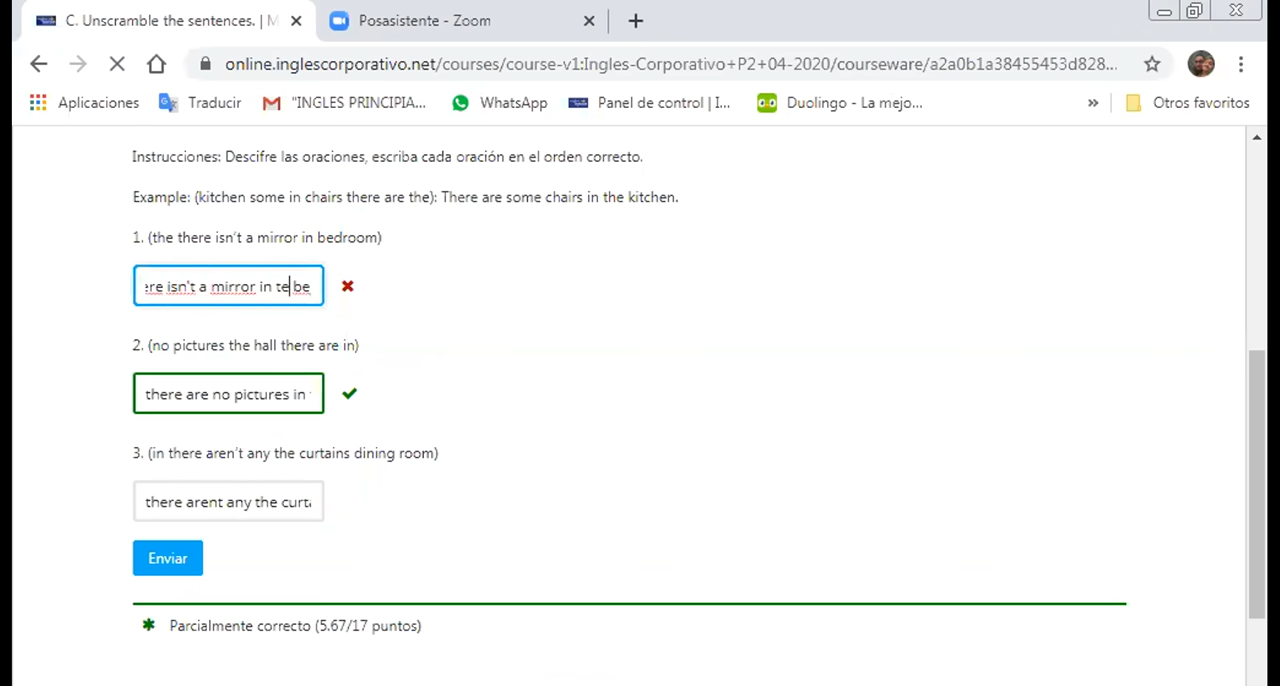 C. Unscramble the sentences. | M
Posasistente - Zoom
online.inglescorporativo.net/courses/course-v1:Ingles-Corporativo+P2+04-2020/courseware/a2a0b1a38455453d828...
Aplicaciones Traducir "INGLES PRINCIPIA... WhatsApp Panel de control | I... Duolingo - La mejo... » Otros favoritos
Instrucciones: Descifre las oraciones, escriba cada oración en el orden correcto.
Example: (kitchen some in chairs there are the): There are some chairs in the kitchen.
1. (the there isn't a mirror in bedroom)
ere isn't a mirror in te be
2. (no pictures the hall there are in)
there are no pictures in
3. (in there aren't any the curtains dining room)
there arent any the curta
Enviar
Parcialmente correcto (5.67/17 puntos)